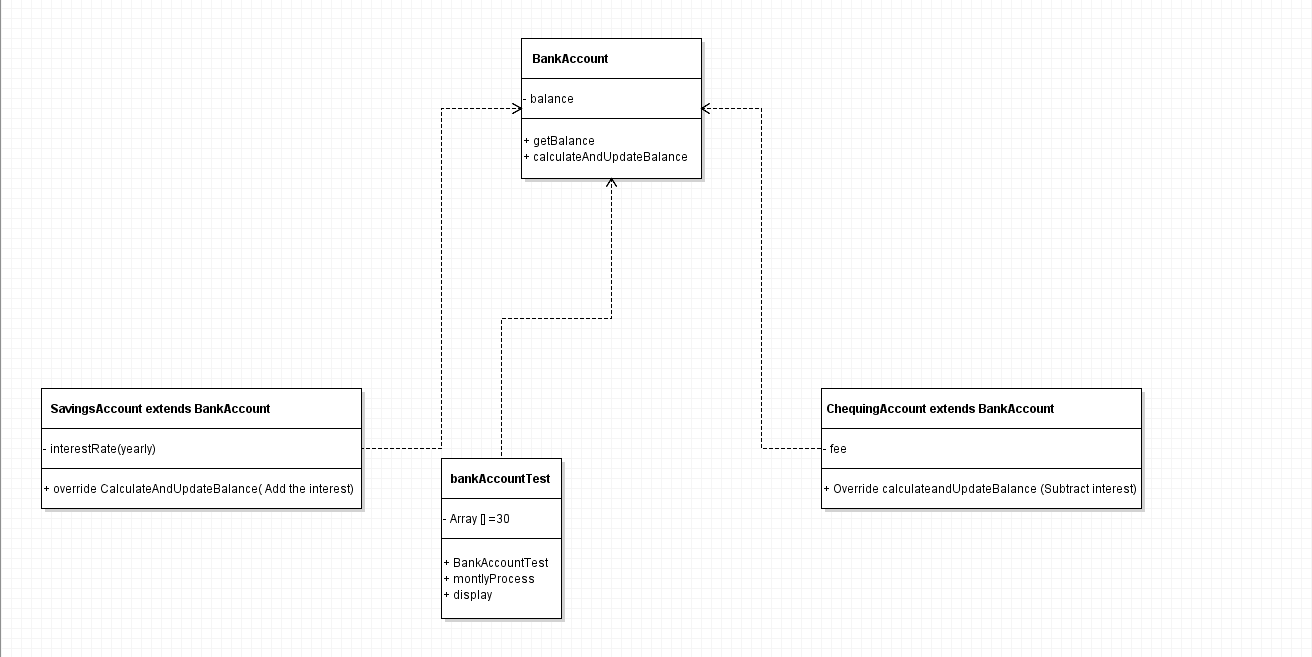 BankAccount
- balance
+ getBalance
+ calculateAndUpdateBalance
SavingsAccount extends BankAccount
- interestRate(yearly)
+ override CalculateAndUpdateBalance( Add the interest)
bankAccountTest
- Array [] =30
+ BankAccountTest
+ montlyProcess
+ display
ChequingAccount extends BankAccount
- fee
+ Override calculateandUpdateBalance (Subtract interest)